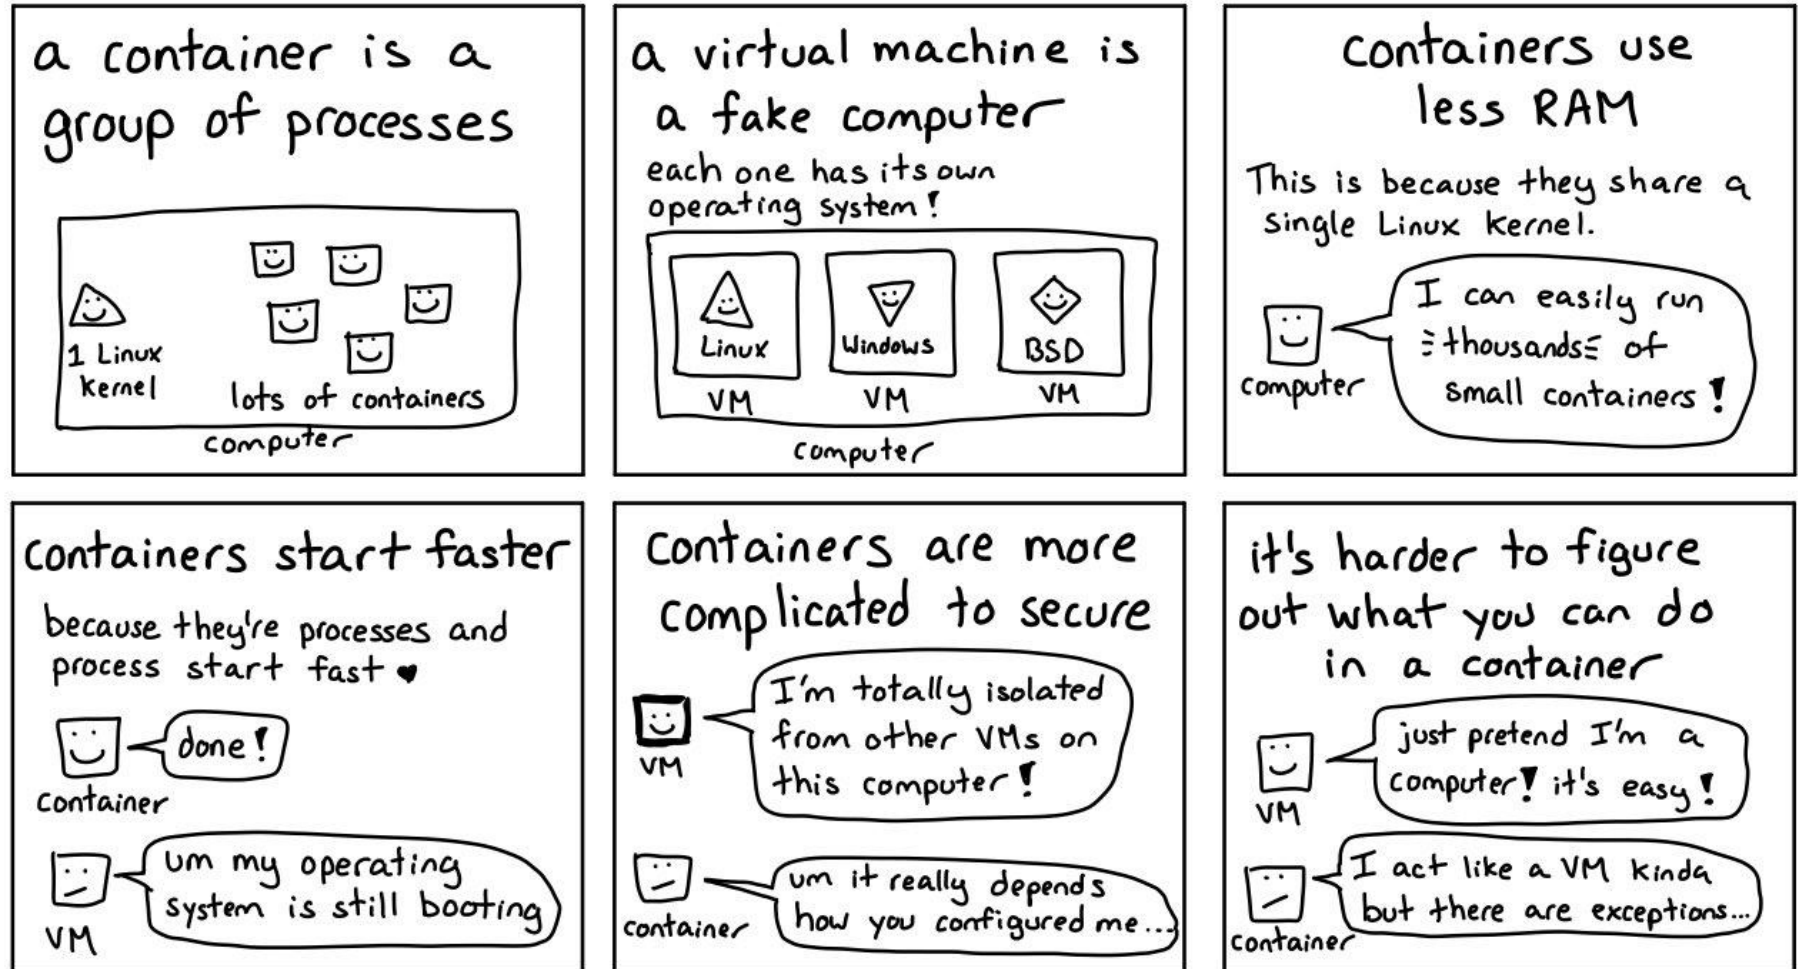 a container is a
group of processes
1 Linux
kernel
lots of containers
computer
a virtual machine is
a fake computer
each one has its own
operating system!
Linux
VM
Windows
VM
BSD
VM
computer
containers use
less RAM
This is because they share a
single Linux kernel.
computer
I can easily run
thousands of
small containers!
containers start faster
because they're processes and
process start fast ♥
container
done!
VM
um my operating
system is still booting
containers are more
complicated to secure
VM
I'm totally isolated
from other VMs on
this computer!
container
um it really depends
how you configured me...
it's harder to figure
out what you can do
in a container
VM
just pretend I'm a
computer! it's easy!
container
I act like a VM kinda
but there are exceptions...